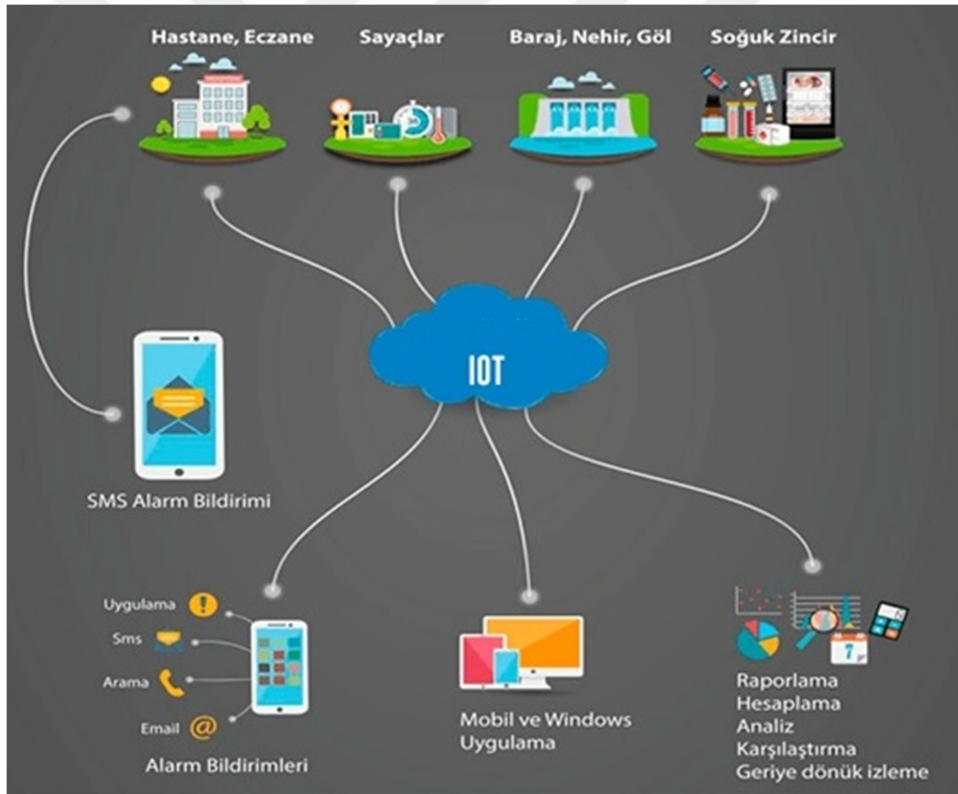 Hastane, Eczane
Sayaçlar
Baraj, Nehir, Göl
Soğuk Zincir
IOT
SMS Alarm Bildirimi
Uygulama
Sms
Arama
Email
@
Alarm Bildirimleri
Mobil ve Windows
Uygulama
7
Raporlama
Hesaplama
Analiz
Karşılaştırma
Geriye dönük izleme